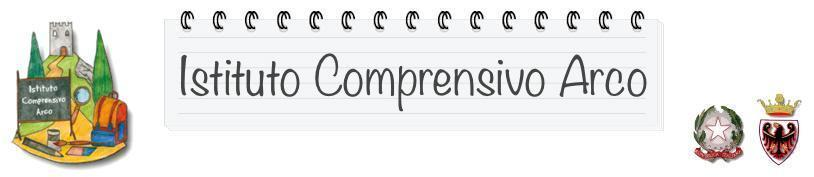 Istituto Comprensivo Arco
Istituto
Comprensivo
Arco